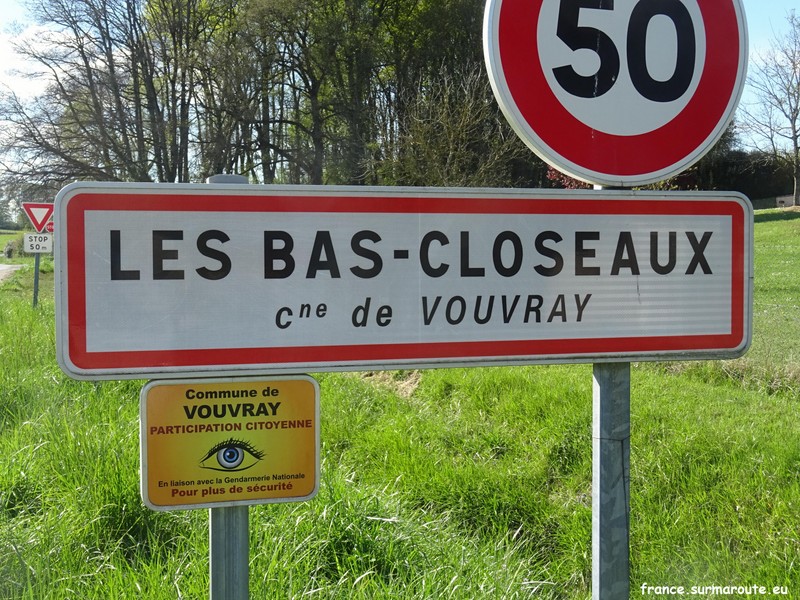 50
LES BAS-CLOSEAUX
cne de VOUVRAY
STOP
50m
Commune de
VOUVRAY
PARTICIPATION CITOYENNE
En liaison avec la Gendarmerie Nationale
Pour plus de sécurité
france.surmaroute.eu